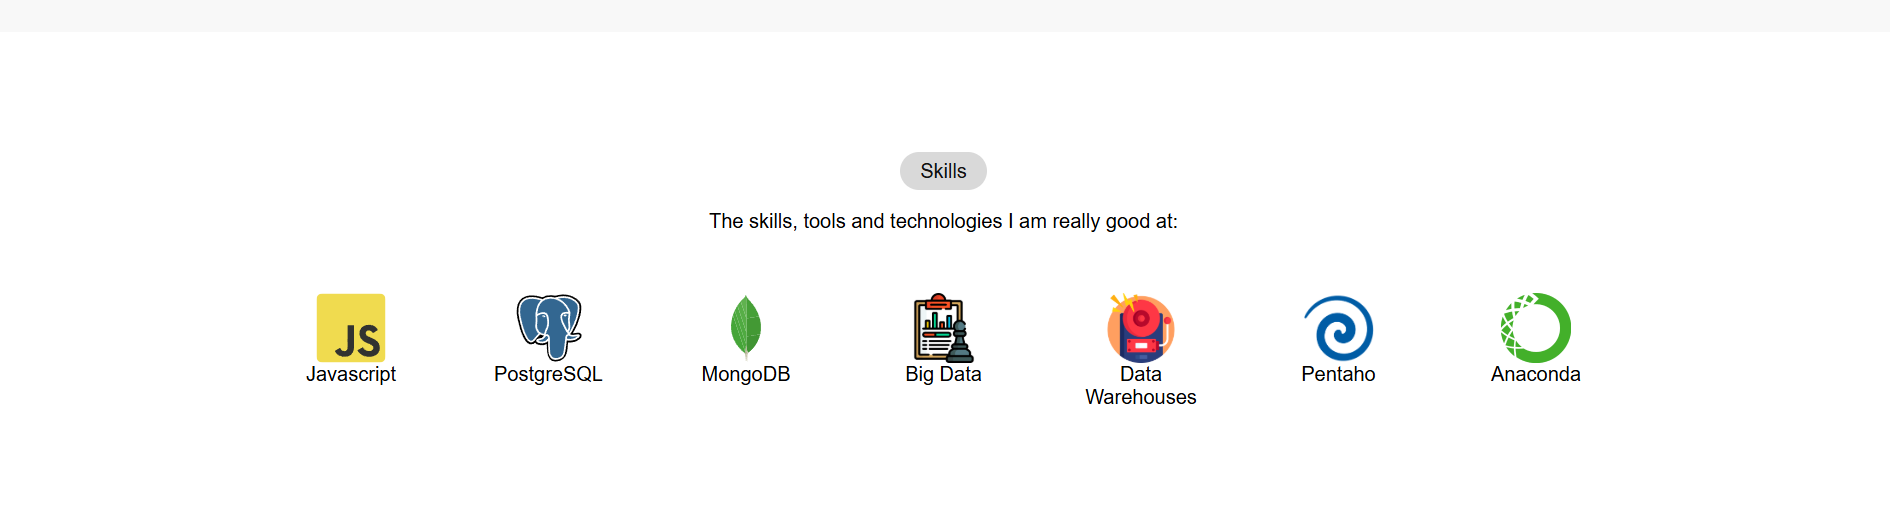 Skills
The skills, tools and technologies I am really good at:
JS
Javascript
PostgreSQL
MongoDB
Big Data
Data
Warehouses
Pentaho
Anaconda